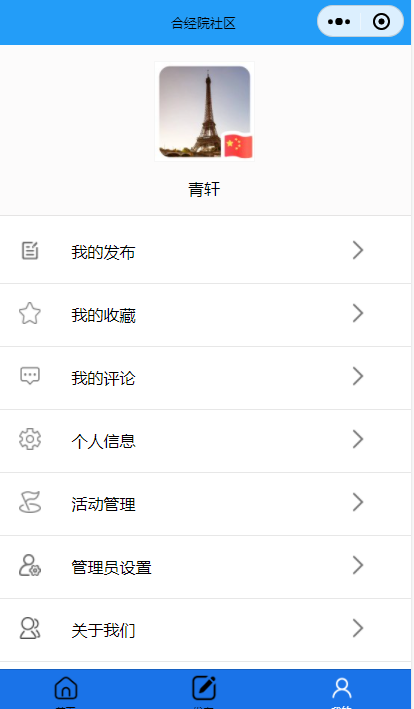 合经院社区
青轩
我的发布
我的收藏
我的评论
个人信息
活动管理
管理员设置
关于我们